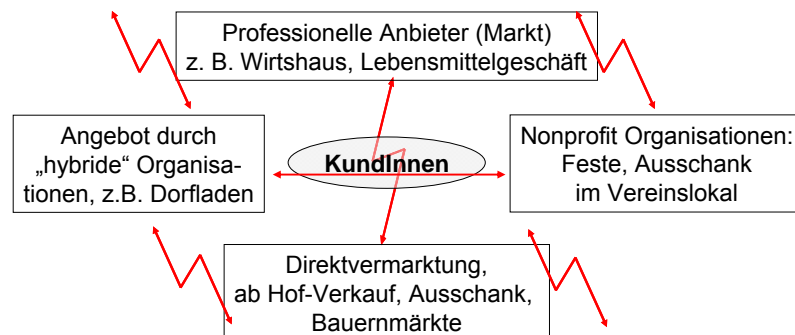 Professionelle Anbieter (Markt)
z. B. Wirtshaus, Lebensmittelgeschäft
Angebot durch
„hybride“ Organisa-
tionen, z.B. Dorfladen
KundInnen
Nonprofit Organisationen:
Feste, Ausschank
im Vereinslokal
Direktvermarktung,
ab Hof-Verkauf, Ausschank,
Bauernmärkte